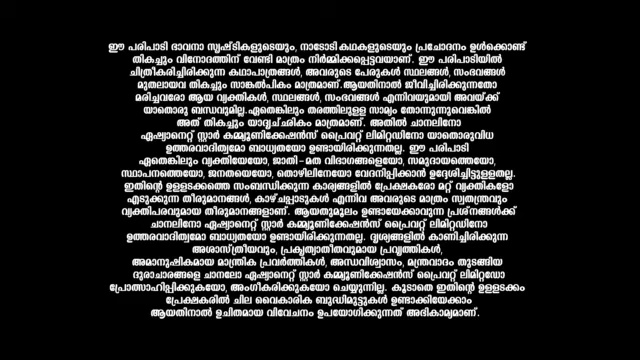 ഈ പരിപാടി ഭാവനാ സൃഷ്ടികളുടെയും, നാടോടി കഥകളുടെയും പ്രചോദനം ഉൾക്കൊണ്ട്
തികച്ചും വിനോദത്തിന് വേണ്ടി മാത്രം നിർമ്മിക്കപ്പെട്ടവയാണ്. ഈ പരിപാടിയിൽ
ചിത്രീകരിച്ചിരിക്കുന്ന കഥാപാത്രങ്ങൾ, അവരുടെ പേരുകൾ സ്ഥലങ്ങൾ, സംഭവങ്ങൾ
മുതലായവ തികച്ചും സാങ്കൽപികം മാത്രമാണ്.ആയതിനാൽ ജീവിച്ചിരിക്കുന്നതോ
മരിച്ചവരോ ആയ വ്യക്തികൾ, സ്ഥലങ്ങൾ, സംഭവങ്ങൾ എന്നിവയുമായി അവയ്ക്ക്
യാതൊരു ബന്ധവുമില്ല.ഏതെങ്കിലും തരത്തിലുള്ള സാമ്യം തോന്നുന്നുവെങ്കിൽ
അത് തികച്ചും യാദൃച്ഛികം മാത്രമാണ്. അതിൽ ചാനലിനോ
ഏഷ്യാനെറ്റ് സ്റ്റാർ കമ്മ്യൂണിക്കേഷൻസ് പ്രൈവറ്റ് ലിമിറ്റഡിനോ യാതൊരുവിധ
ഉത്തരവാദിത്വമോ ബാധ്യതയോ ഉണ്ടായിരിക്കുന്നതല്ല. ഈ പരിപാടി
ഏതെങ്കിലും വ്യക്തിയേയോ, ജാതി-മത വിഭാഗങ്ങളെയോ, സമുദായത്തെയോ,
സ്ഥാപനത്തെയോ, ജനതയെയോ, തൊഴിലിനേയോ വേദനിപ്പിക്കാൻ ഉദ്ദേശിച്ചിട്ടുള്ളതല്ല.
ഇതിന്റെ ഉള്ളടക്കത്തെ സംബന്ധിക്കുന്ന കാര്യങ്ങളിൽ പ്രേക്ഷകരോ മറ്റ് വ്യക്തികളോ
എടുക്കുന്ന തീരുമാനങ്ങൾ, കാഴ്ചപ്പാടുകൾ എന്നിവ അവരുടെ മാത്രം സ്വതന്ത്രവും
വ്യക്തിപരവുമായ തീരുമാനങ്ങളാണ്. ആയതുമൂലം ഉണ്ടായേക്കാവുന്ന പ്രശ്നങ്ങൾക്ക്
ചാനലിനോ ഏഷ്യാനെറ്റ് സ്റ്റാർ കമ്മ്യൂണിക്കേഷൻസ് പ്രൈവറ്റ് ലിമിറ്റഡിനോ
ഉത്തരവാദിത്വമോ ബാധ്യതയോ ഉണ്ടായിരിക്കുന്നതല്ല. ദൃശ്യങ്ങളിൽ കാണിച്ചിരിക്കുന്ന
അശാസ്ത്രീയവും, പ്രകൃത്യാതീതവുമായ പ്രവൃത്തികൾ,
അമാനുഷികമായ മാന്ത്രിക പ്രവർത്തികൾ, അന്ധവിശ്വാസം, മന്ത്രവാദം തുടങ്ങിയ
ദുരാചാരങ്ങളെ ചാനലോ ഏഷ്യാനെറ്റ് സ്റ്റാർ കമ്മ്യൂണിക്കേഷൻസ് പ്രൈവറ്റ് ലിമിറ്റഡോ
പ്രോത്സാഹിപ്പിക്കുകയോ, അംഗീകരിക്കുകയോ ചെയ്യുന്നില്ല. കൂടാതെ ഇതിന്റെ ഉള്ളടക്കം
പ്രേക്ഷകരിൽ ചില വൈകാരിക ബുദ്ധിമുട്ടുകൾ ഉണ്ടാക്കിയേക്കാം
ആയതിനാൽ ഉചിതമായ വിവേചനം ഉപയോഗിക്കുന്നത് അഭികാമ്യമാണ്.